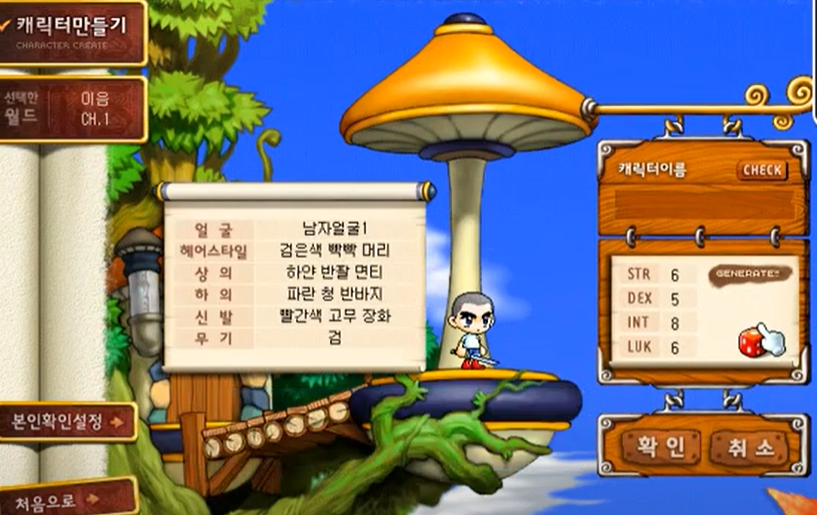 캐릭터만들기
CHARACTER CREATE
선택한 월드
이음
CH.1
캐릭터이름
CHECK
얼 굴 남자얼굴1
헤어스타일 검은색 빡빡 머리
상 의 하얀 반팔 면티
하 의 파란 청 반바지
신 발 빨간색 고무 장화
무 기 검
STR 6
GENERATE!!
DEX 5
INT 8
LUK 6
본인확인설정
확인
취소
처음으로